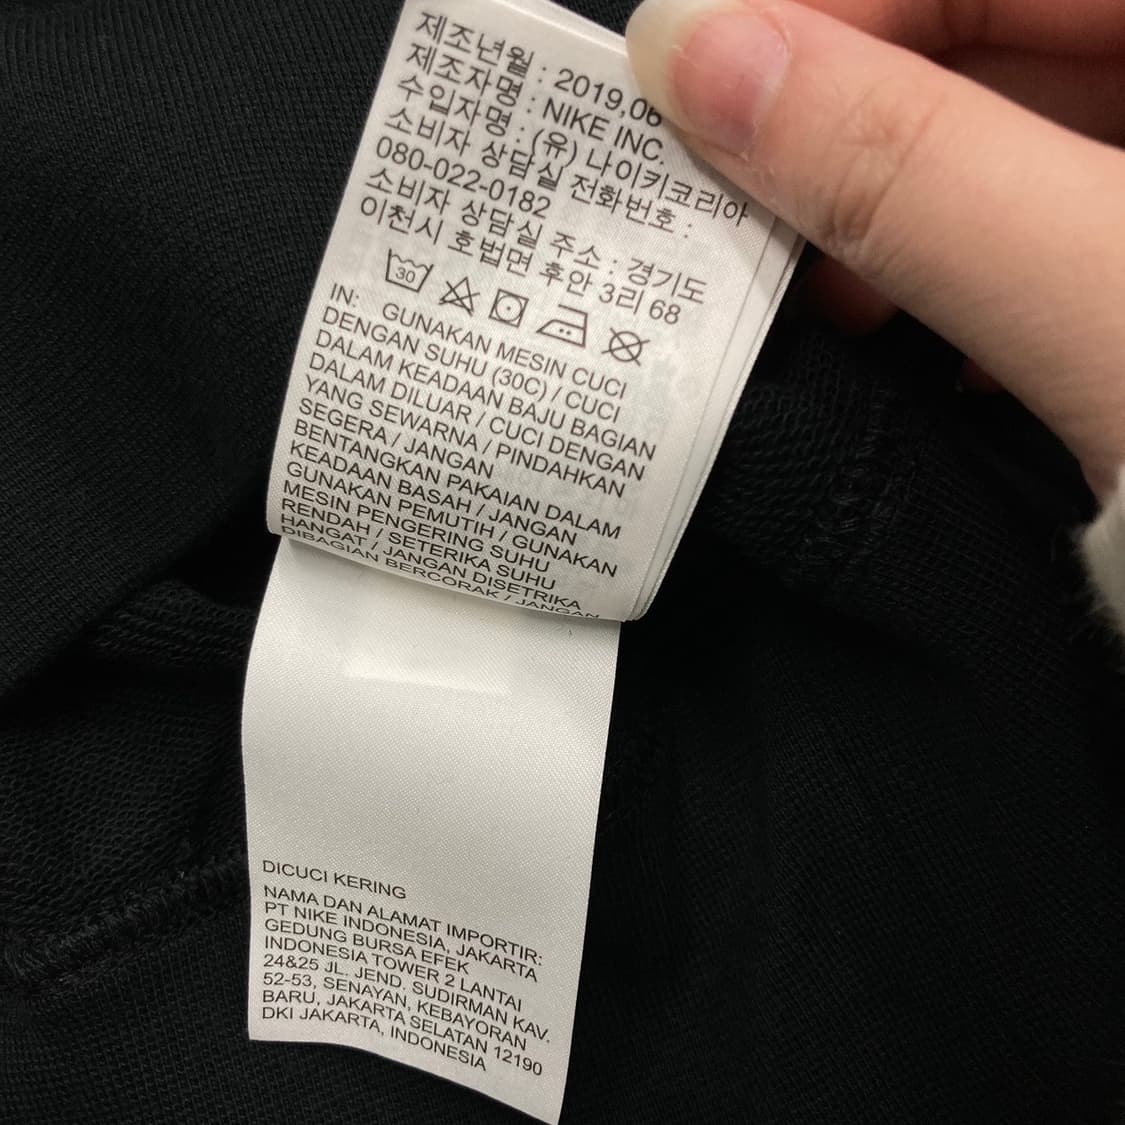 제조년월 : 2019,06
제조자명 : NIKE INC.
수입자명 : (유) 나이키코리아
소비자 상담실 전화번호 :
080-022-0182
소비자 상담실 주소 : 경기도
이천시 호법면 후안 3리 68
30
IN: GUNAKAN MESIN CUCI
DENGAN SUHU (30C) / CUCI
DALAM KEADAAN BAJU BAGIAN
DALAM DILUAR / CUCI DENGAN
YANG SEWARNA / PINDAHKAN
SEGERA / JANGAN
BENTANGKAN PAKAIAN DALAM
KEADAAN BASAH / JANGAN
GUNAKAN PEMUTIH / GUNAKAN
MESIN PENGERING SUHU
RENDAH / SETERIKA SUHU
HANGAT / JANGAN DISETRIKA
DIBAGIAN BERCORAK / JANGAN
DICUCI KERING
NAMA DAN ALAMAT IMPORTIR:
PT NIKE INDONESIA, JAKARTA
GEDUNG BURSA EFEK
INDONESIA TOWER 2 LANTAI
24&25 JL. JEND. SUDIRMAN KAV.
52-53, SENAYAN, KEBAYORAN
BARU, JAKARTA SELATAN 12190
DKI JAKARTA, INDONESIA